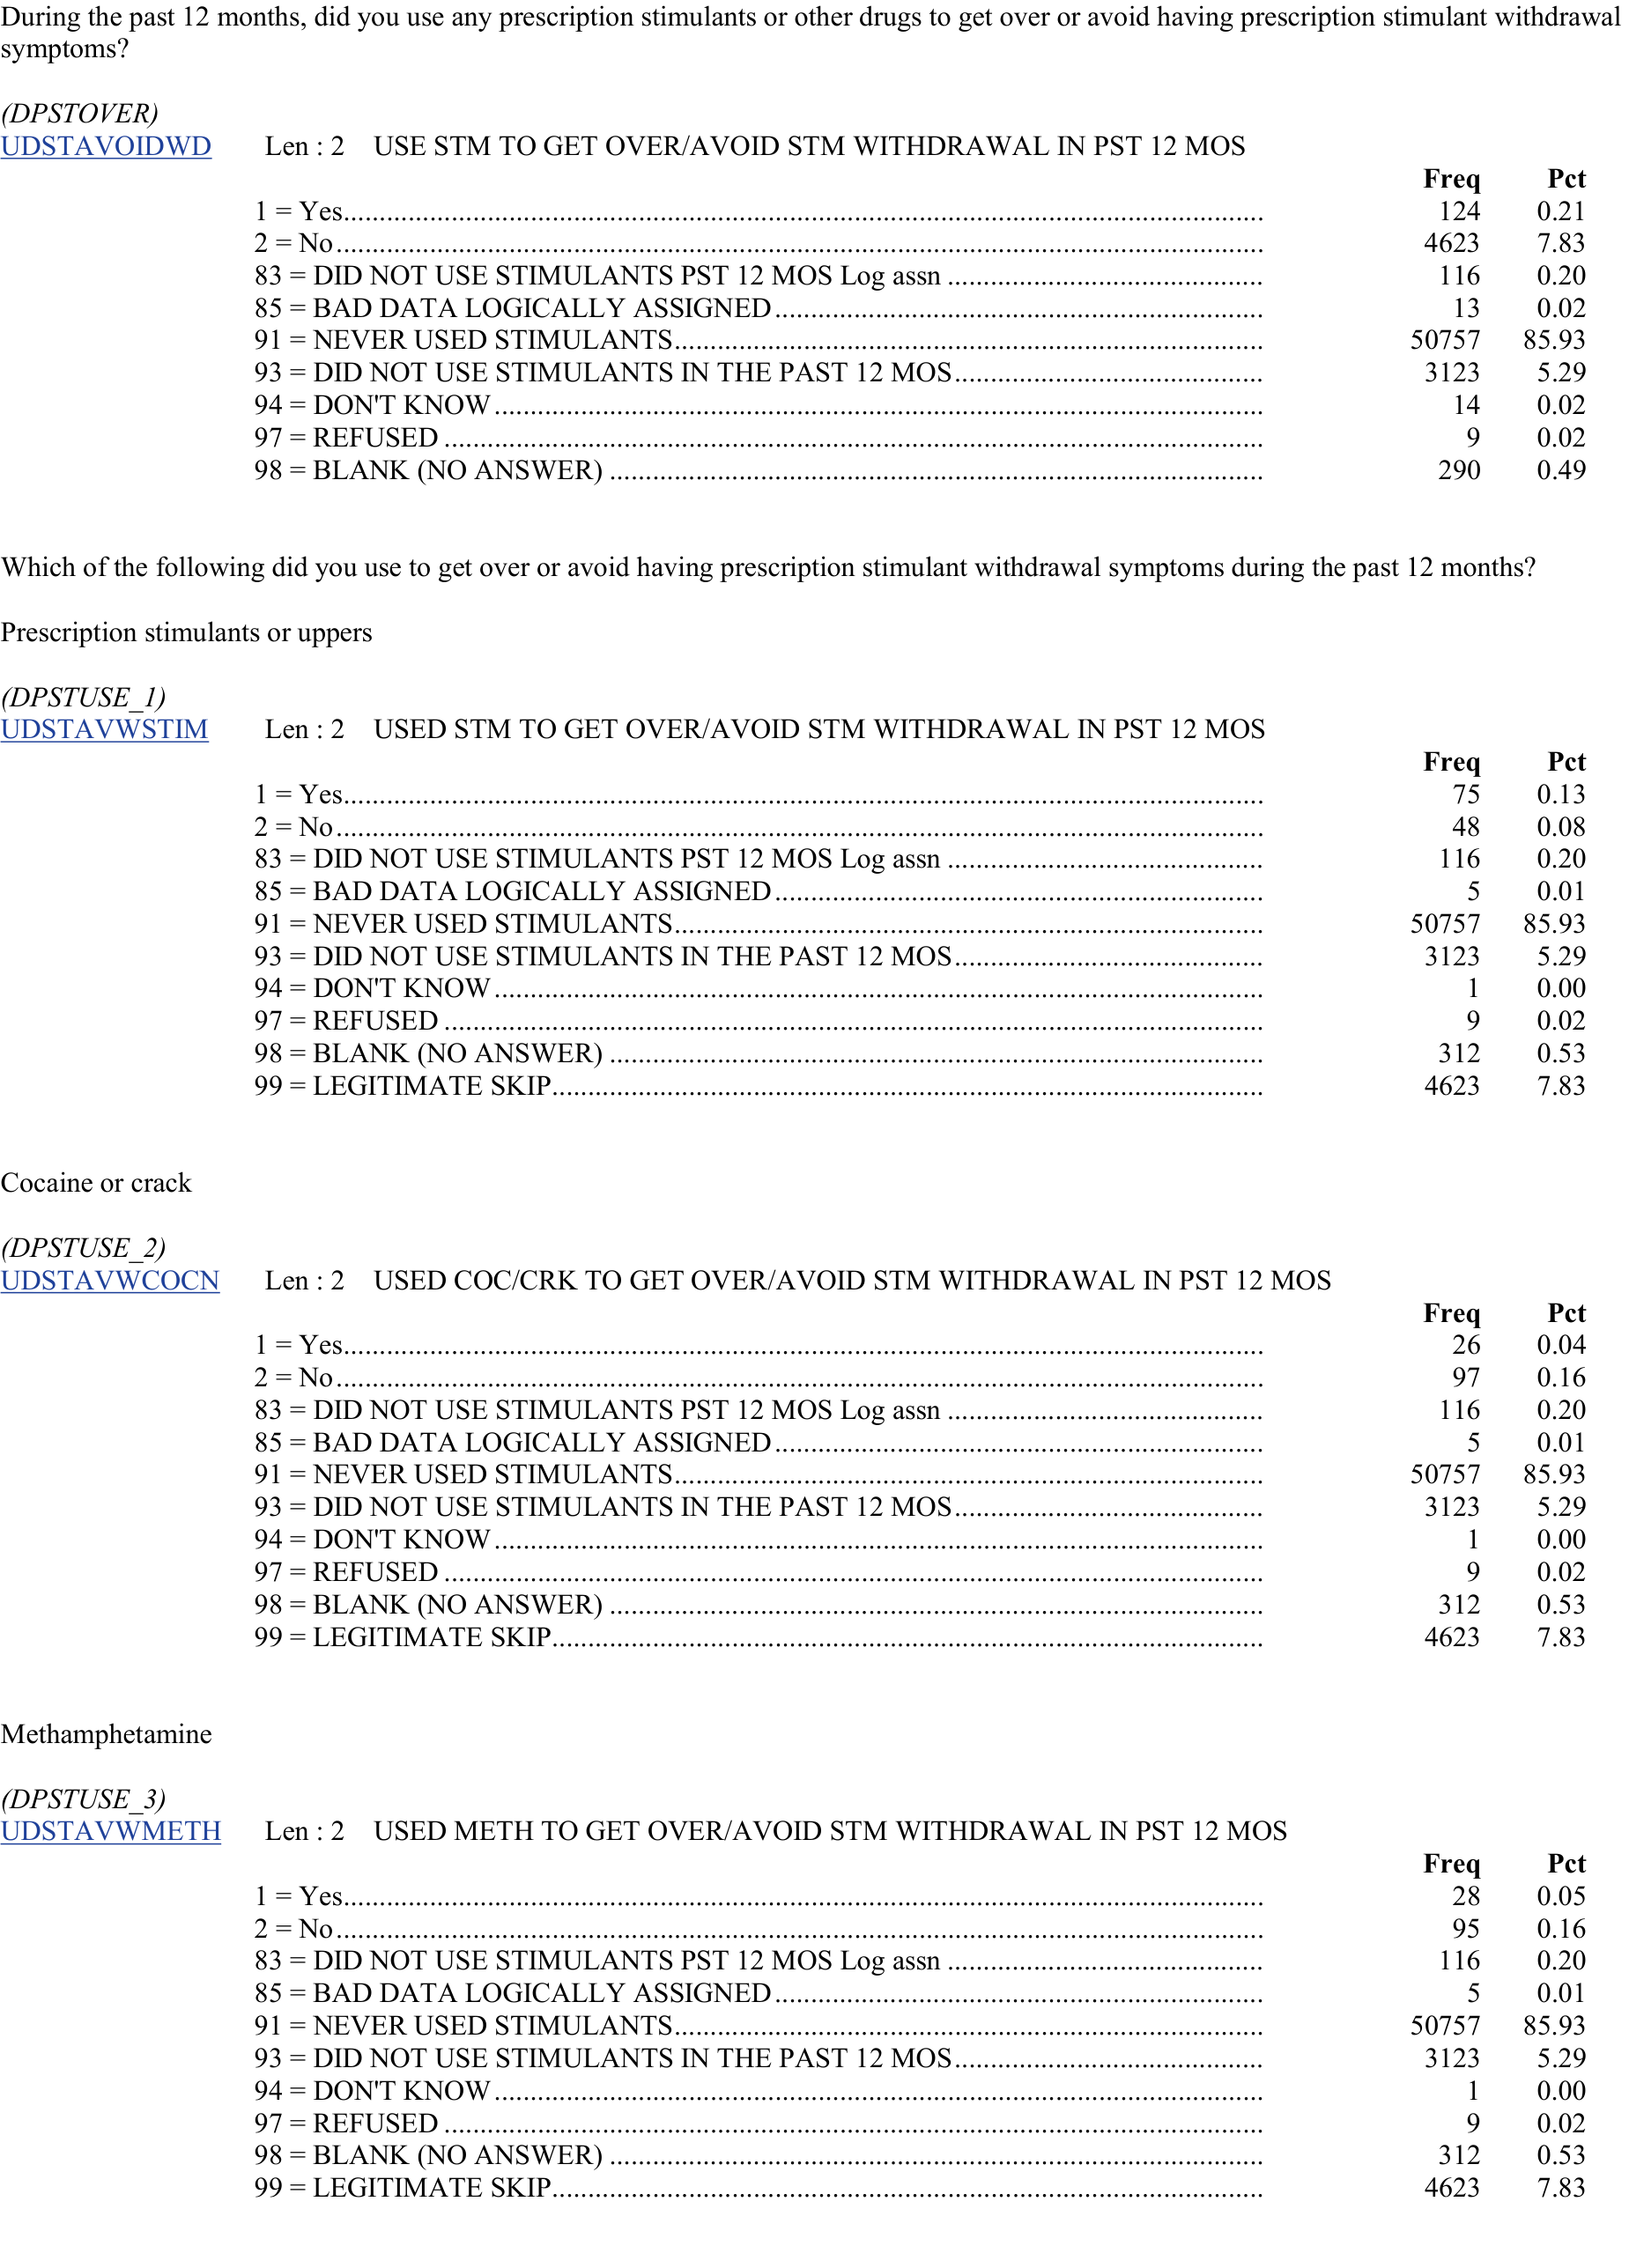 During the past 12 months, did you use any prescription stimulants or other drugs to get over or avoid having prescription stimulant withdrawal
symptoms?
(DPSTOVER)
UDSTAVOIDWD Len : 2 USE STM TO GET OVER/AVOID STM WITHDRAWAL IN PST 12 MOS
Freq Pct
1 = Yes 124 0.21
2 = No 4623 7.83
83 = DID NOT USE STIMULANTS PST 12 MOS Log assn 116 0.20
85 = BAD DATA LOGICALLY ASSIGNED 13 0.02
91 = NEVER USED STIMULANTS 50757 85.93
93 = DID NOT USE STIMULANTS IN THE PAST 12 MOS 3123 5.29
94 = DON'T KNOW 14 0.02
97 = REFUSED 9 0.02
98 = BLANK (NO ANSWER) 290 0.49
Which of the following did you use to get over or avoid having prescription stimulant withdrawal symptoms during the past 12 months?
Prescription stimulants or uppers
(DPSTUSE_1)
UDSTAVWSTIM Len : 2 USED STM TO GET OVER/AVOID STM WITHDRAWAL IN PST 12 MOS
Freq Pct
1 = Yes 75 0.13
2 = No 48 0.08
83 = DID NOT USE STIMULANTS PST 12 MOS Log assn 116 0.20
85 = BAD DATA LOGICALLY ASSIGNED 5 0.01
91 = NEVER USED STIMULANTS 50757 85.93
93 = DID NOT USE STIMULANTS IN THE PAST 12 MOS 3123 5.29
94 = DON'T KNOW 1 0.00
97 = REFUSED 9 0.02
98 = BLANK (NO ANSWER) 312 0.53
99 = LEGITIMATE SKIP 4623 7.83
Cocaine or crack
(DPSTUSE_2)
UDSTAVWCOCN Len : 2 USED COC/CRK TO GET OVER/AVOID STM WITHDRAWAL IN PST 12 MOS
Freq Pct
1 = Yes 26 0.04
2 = No 97 0.16
83 = DID NOT USE STIMULANTS PST 12 MOS Log assn 116 0.20
85 = BAD DATA LOGICALLY ASSIGNED 5 0.01
91 = NEVER USED STIMULANTS 50757 85.93
93 = DID NOT USE STIMULANTS IN THE PAST 12 MOS 3123 5.29
94 = DON'T KNOW 1 0.00
97 = REFUSED 9 0.02
98 = BLANK (NO ANSWER) 312 0.53
99 = LEGITIMATE SKIP 4623 7.83
Methamphetamine
(DPSTUSE_3)
UDSTAVWMETH Len : 2 USED METH TO GET OVER/AVOID STM WITHDRAWAL IN PST 12 MOS
Freq Pct
1 = Yes 28 0.05
2 = No 95 0.16
83 = DID NOT USE STIMULANTS PST 12 MOS Log assn 116 0.20
85 = BAD DATA LOGICALLY ASSIGNED 5 0.01
91 = NEVER USED STIMULANTS 50757 85.93
93 = DID NOT USE STIMULANTS IN THE PAST 12 MOS 3123 5.29
94 = DON'T KNOW 1 0.00
97 = REFUSED 9 0.02
98 = BLANK (NO ANSWER) 312 0.53
99 = LEGITIMATE SKIP 4623 7.83